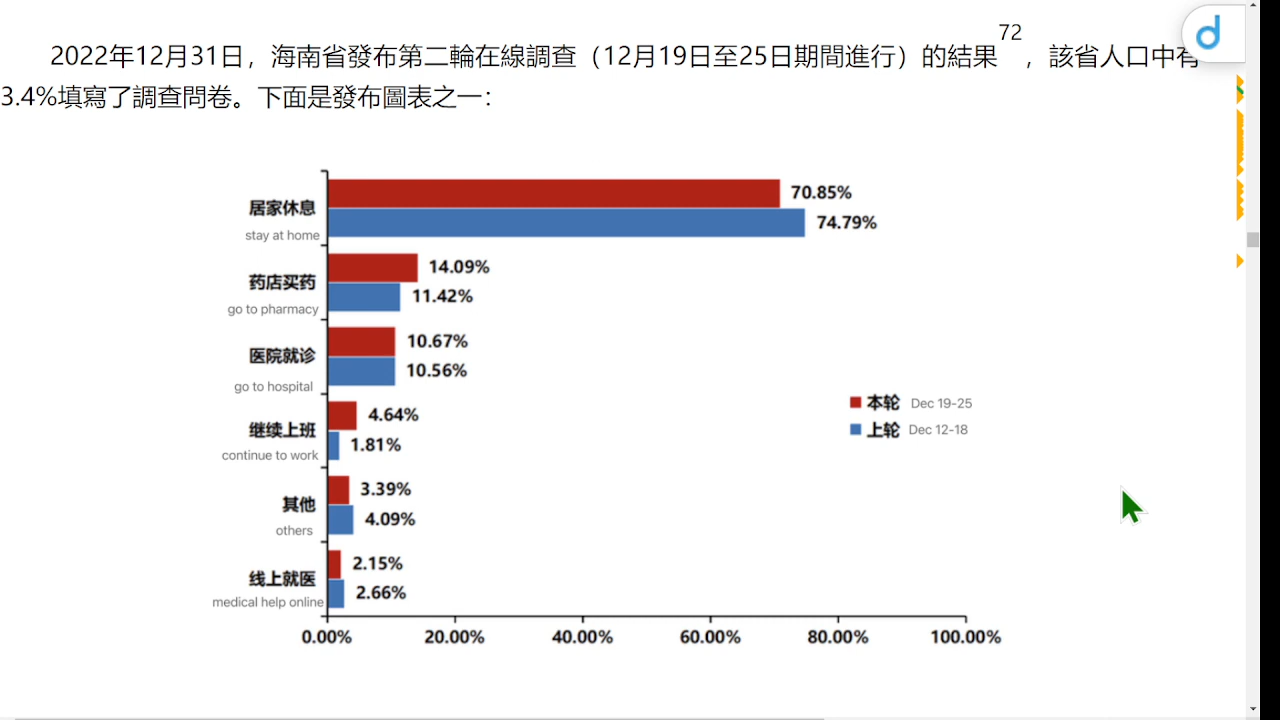 72
2022年12月31日，海南省發布第二輪在線調查（12月19日至25日期間進行）的結果 ，該省人口中有
3.4%填寫了調查問卷。下面是發布圖表之一：
居家休息
stay at home
70.85%
74.79%
药店买药
go to pharmacy
14.09%
11.42%
医院就诊
go to hospital
10.67%
10.56%
继续上班
continue to work
4.64%
1.81%
其他
others
3.39%
4.09%
线上就医
medical help online
2.15%
2.66%
本轮 Dec 19-25
上轮 Dec 12-18
0.00% 20.00% 40.00% 60.00% 80.00% 100.00%